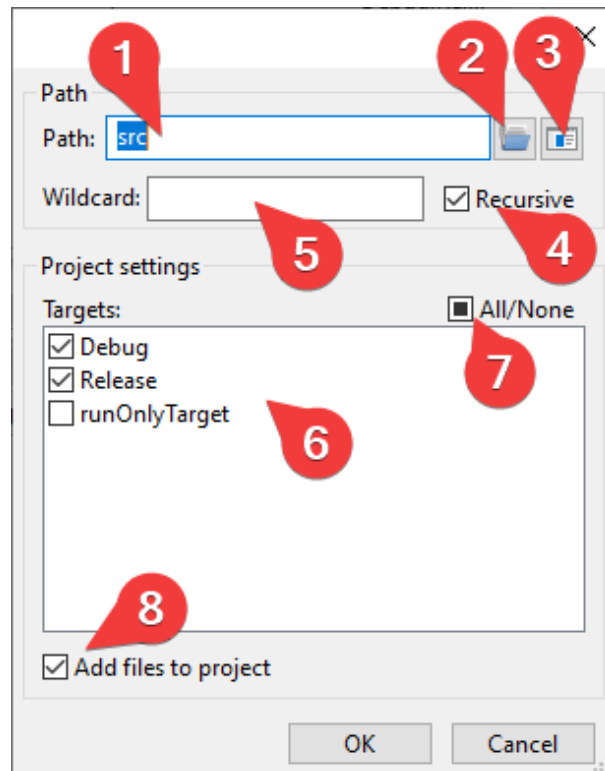 1
2
3
Path
Path: src
Wildcard:
Recursive
5
4
Project settings
Targets:
All/None
Debug
7
Release
runOnlyTarget
6
8
Add files to project
OK
Cancel